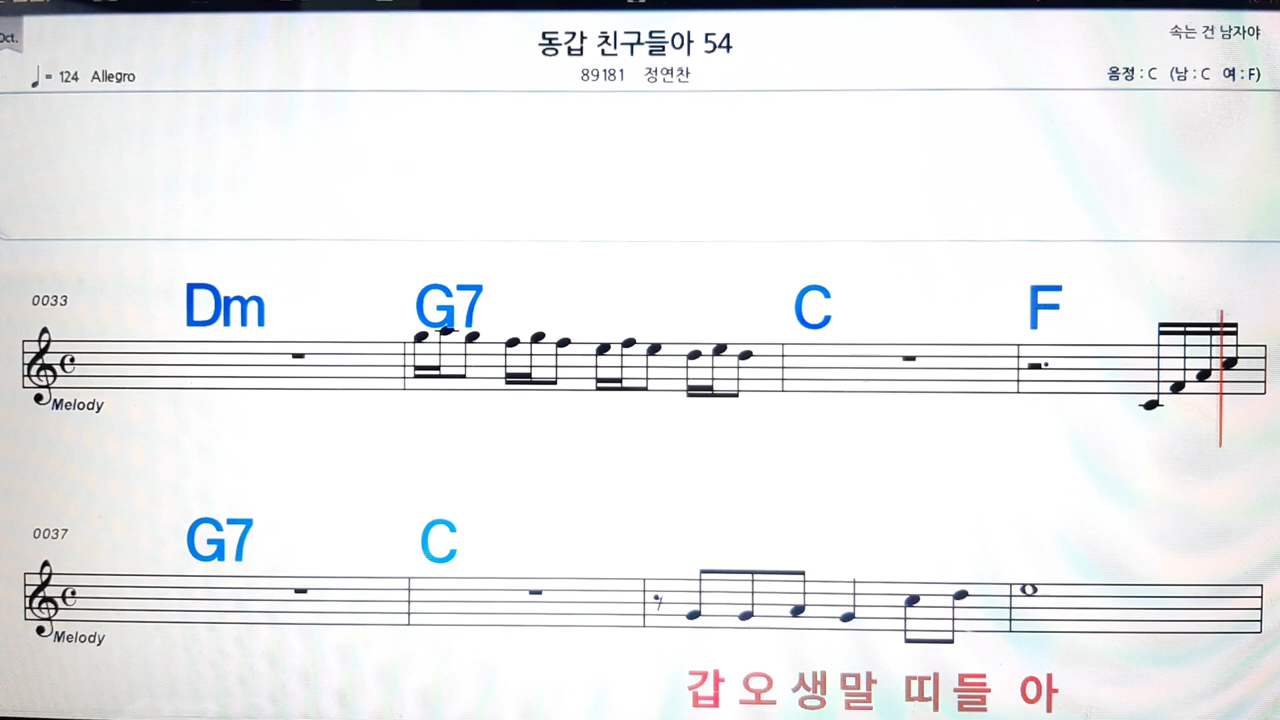 Oct.
동갑 친구들아 54
속는 건 남자야
♩= 124 Allegro
89181 정연찬
음정 : C (남 : C 여 : F)
0033
Dm G7 C F
Melody
0037
G7 C
Melody
갑 오 생 말 띠 들 아